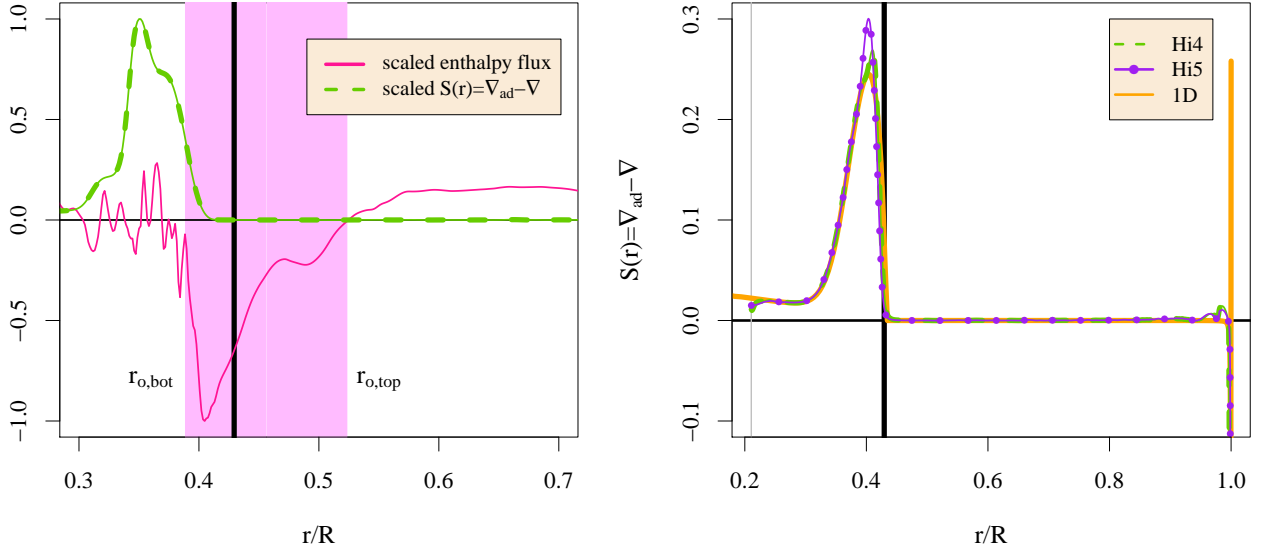 1.0
0.5
0.0
−0.5
−1.0
scaled enthalpy flux
scaled S(r)=∇ad−∇
ro,bot
ro,top
0.3
0.4
0.5
0.6
0.7
r/R
S(r)=∇ad−∇
0.3
0.2
0.1
0.0
−0.1
Hi4
Hi5
1D
0.2
0.4
0.6
0.8
1.0
r/R